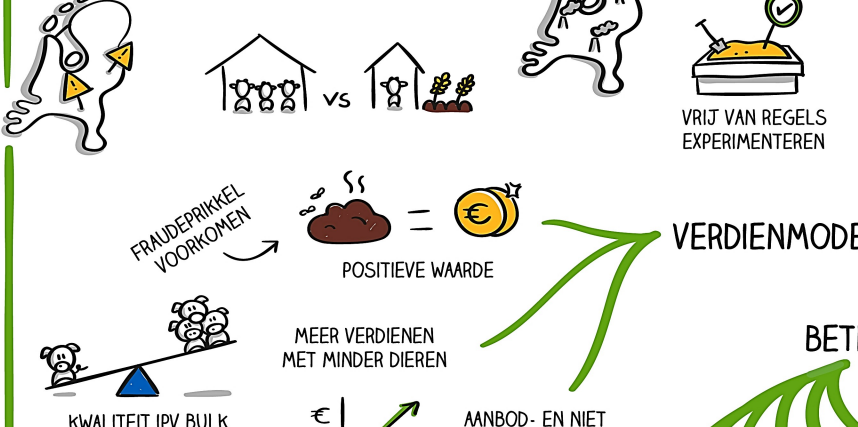 VS
VRIJ VAN REGELS
EXPERIMENTEREN
FRAUDEPRIKKEL
VOORKOMEN
=
€
POSITIEVE WAARDE
VERDIENMODE
BET
MEER VERDIENEN
MET MINDER DIEREN
KWALITEIT IPV BULK
€
AANBOD- EN NIET